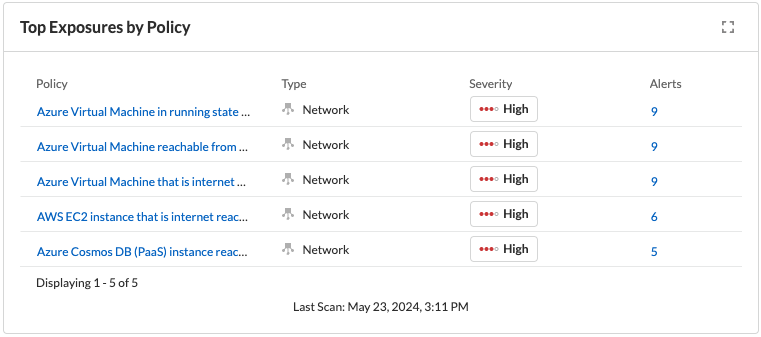 Top Exposures by Policy
Policy Type Severity Alerts
Azure Virtual Machine in running state ... Network High 9
Azure Virtual Machine reachable from ... Network High 9
Azure Virtual Machine that is internet ... Network High 9
AWS EC2 instance that is internet reac... Network High 6
Azure Cosmos DB (PaaS) instance reac... Network High 5
Displaying 1 - 5 of 5
Last Scan: May 23, 2024, 3:11 PM